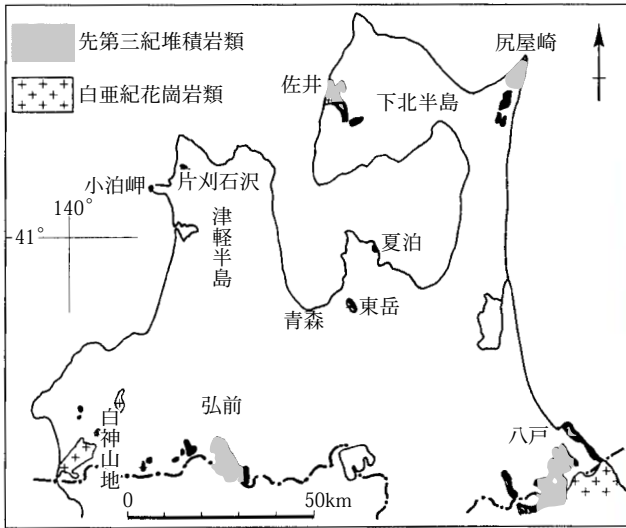 先第三紀堆積岩類
白亜紀花崗岩類
尻屋崎
佐井
下北半島
小泊岬
片刈石沢
140°
41°
津軽半島
夏泊
青森
東岳
白神山地
弘前
八戸
0
50km